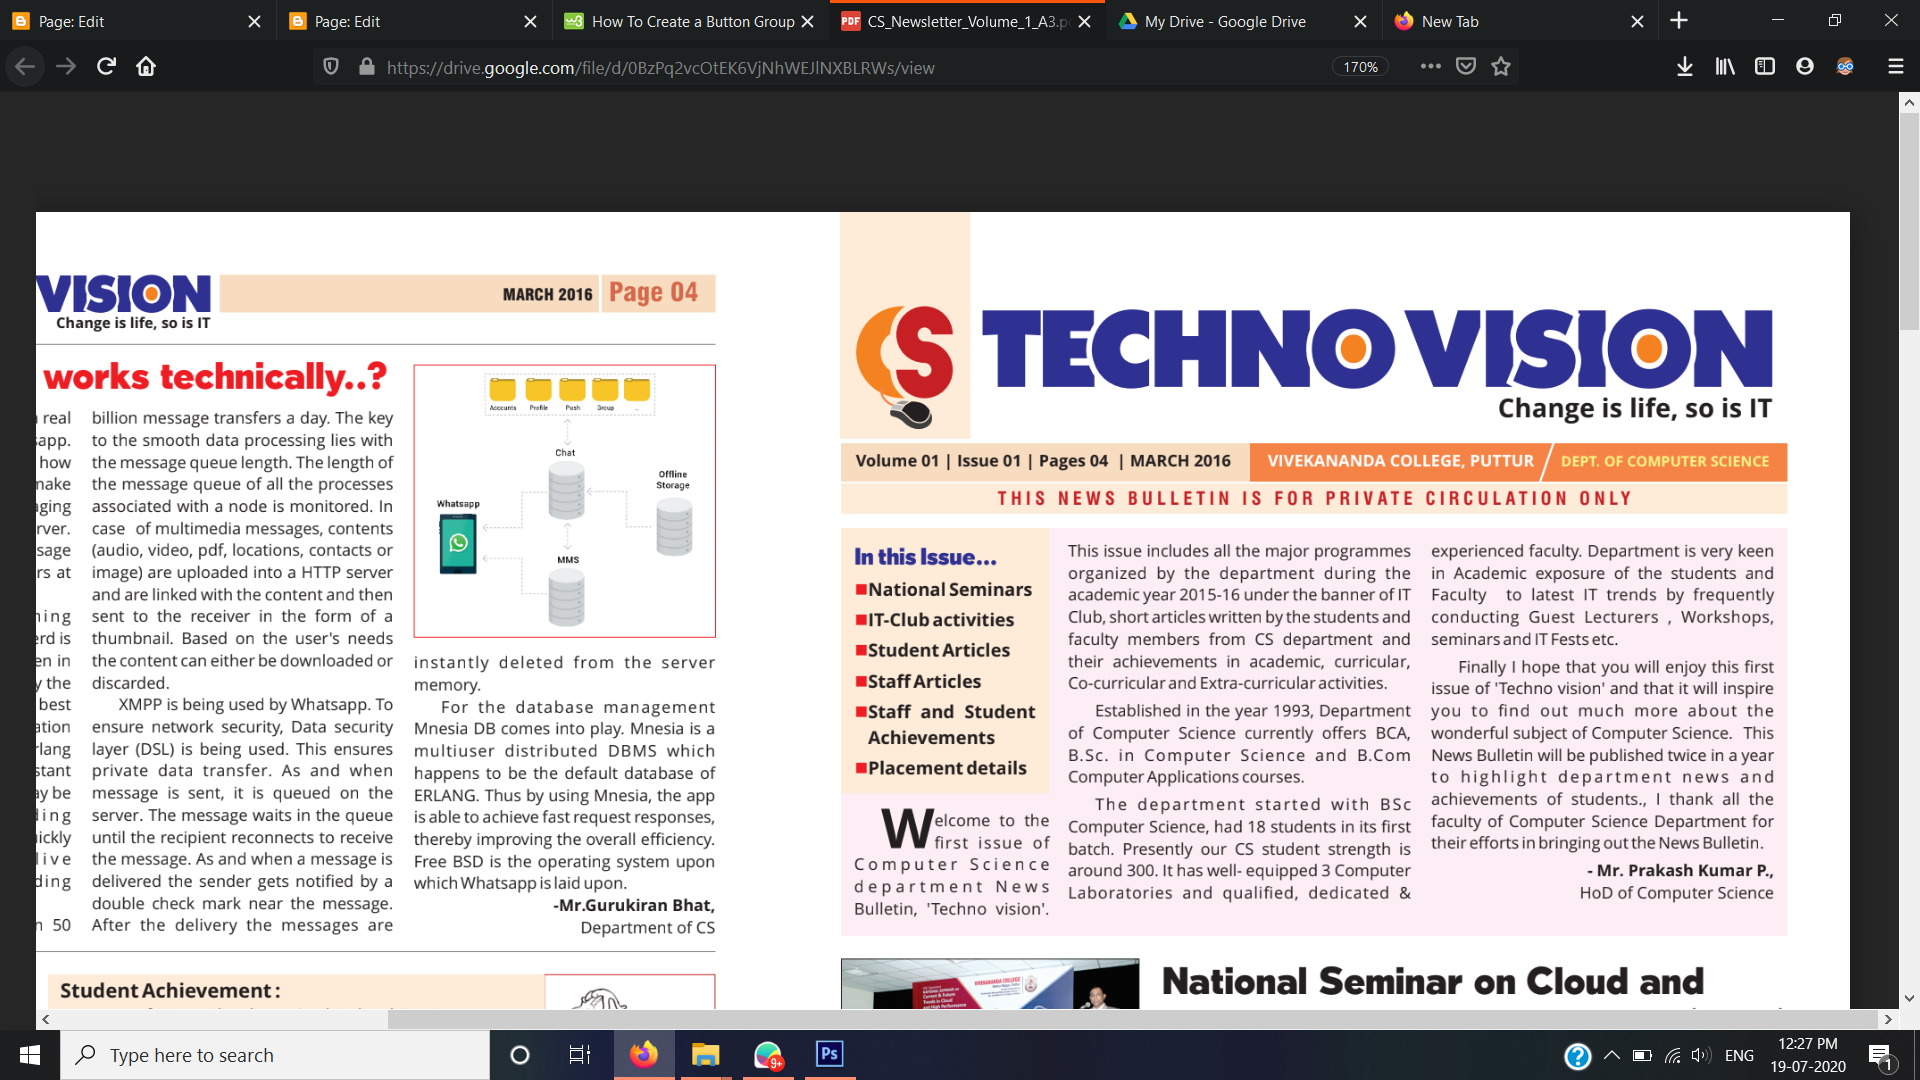 Page: Edit
Page: Edit
How To Create a Button Group
CS_Newsletter_Volume_1_A3.p
My Drive - Google Drive
New Tab
https://drive.google.com/file/d/0BzPq2vcOtEK6VjNhWEJlNXBLRWs/view
170%
VISION
Change is life, so is IT
MARCH 2016
Page 04
works technically..?
real
how
rs at
billion message transfers a day. The key
to the smooth data processing lies with
the message queue length. The length of
the message queue of all the processes
associated with a node is monitored. In
case of multimedia messages, contents
(audio, video, pdf, locations, contacts or
image) are uploaded into a HTTP server
and are linked with the content and then
sent to the receiver in the form of a
thumbnail. Based on the user's needs
the content can either be downloaded or
discarded.
XMPP is being used by Whatsapp. To
ensure network security, Data security
layer (DSL) is being used. This ensures
private data transfer. As and when
message is sent, it is queued on the
server. The message waits in the queue
until the recipient reconnects to receive
the message. As and when a message is
delivered the sender gets notified by a
double check mark near the message.
After the delivery the messages are
the
best
50
Accounts
Profile
Push
Group
...
Chat
Offline
Storage
Whatsapp
MMS
instantly deleted from the server
memory.
For the database management
Mnesia DB comes into play. Mnesia is a
multiuser distributed DBMS which
happens to be the default database of
ERLANG. Thus by using Mnesia, the app
is able to achieve fast request responses,
thereby improving the overall efficiency.
Free BSD is the operating system upon
which Whatsapp is laid upon.
-Mr.Gurukiran Bhat,
Department of CS
Student Achievement :
CS TECHNO VISION
Change is life, so is IT
Volume 01 | Issue 01 | Pages 04 | MARCH 2016
VIVEKANANDA COLLEGE, PUTTUR
DEPT. OF COMPUTER SCIENCE
THIS NEWS BULLETIN IS FOR PRIVATE CIRCULATION ONLY
In this Issue...
National Seminars
IT-Club activities
Student Articles
Staff Articles
Staff and Student
Achievements
Placement details
Welcome to the
first issue of
Computer Science
department News
Bulletin, 'Techno vision'.
This issue includes all the major programmes
organized by the department during the
academic year 2015-16 under the banner of IT
Club, short articles written by the students and
faculty members from CS department and
their achievements in academic, curricular,
Co-curricular and Extra-curricular activities.
Established in the year 1993, Department
of Computer Science currently offers BCA,
B.Sc. in Computer Science and B.Com
Computer Applications courses.
The department started with BSc
Computer Science, had 18 students in its first
batch. Presently our CS student strength is
around 300. It has well- equipped 3 Computer
Laboratories and qualified, dedicated &
experienced faculty. Department is very keen
in Academic exposure of the students and
Faculty to latest IT trends by frequently
conducting Guest Lecturers , Workshops,
seminars and IT Fests etc.
Finally I hope that you will enjoy this first
issue of 'Techno vision' and that it will inspire
you to find out much more about the
wonderful subject of Computer Science. This
News Bulletin will be published twice in a year
to highlight department news and
achievements of students., I thank all the
faculty of Computer Science Department for
their efforts in bringing out the News Bulletin.
- Mr. Prakash Kumar P.,
HoD of Computer Science
VIVEKANANDA COLLEGE
National Seminar on Cloud and
Type here to search
9+
Ps
ENG
12:27 PM
19-07-2020
1